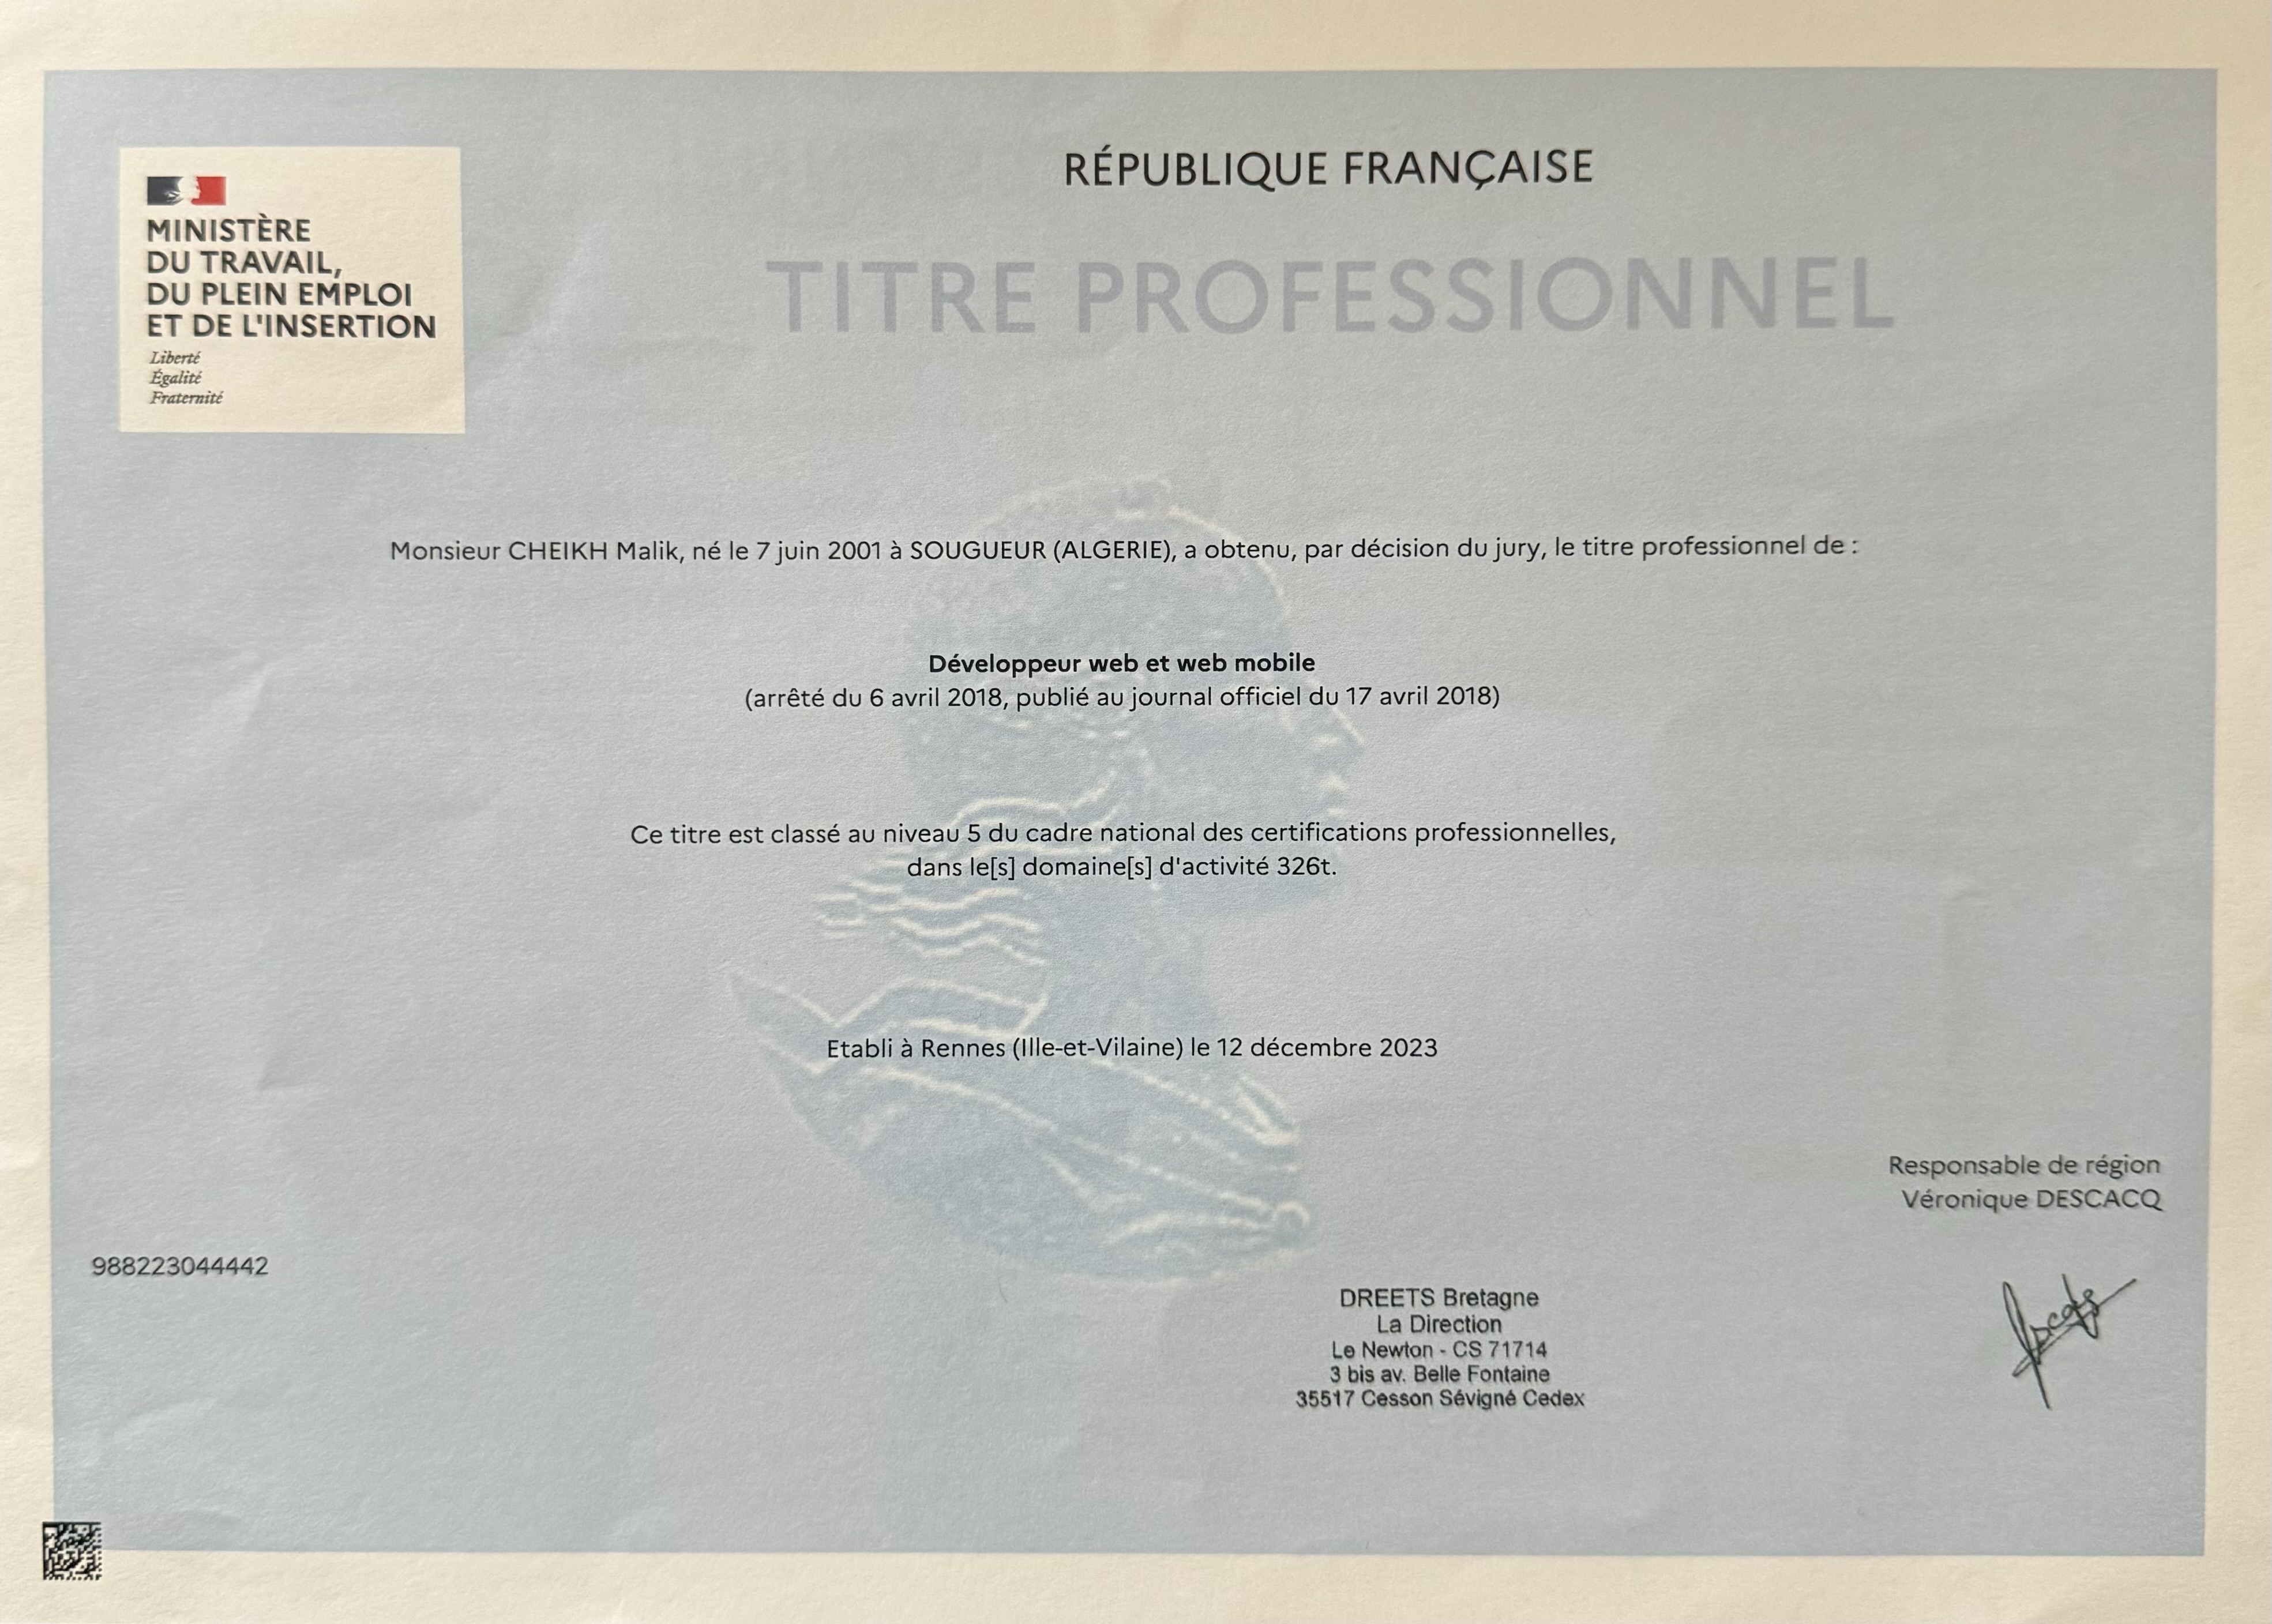 RÉPUBLIQUE FRANÇAISE
TITRE PROFESSIONNEL
MINISTÈRE
DU TRAVAIL,
DU PLEIN EMPLOI
ET DE L'INSERTION
Liberté
Égalité
Fraternité
Monsieur CHEIKH Malik, né le 7 juin 2001 à SOUGUEUR (ALGERIE), a obtenu, par décision du jury, le titre professionnel de :
Développeur web et web mobile
(arrêté du 6 avril 2018, publié au journal officiel du 17 avril 2018)
Ce titre est classé au niveau 5 du cadre national des certifications professionnelles,
dans le[s] domaine[s] d'activité 326t.
Etabli à Rennes (Ille-et-Vilaine) le 12 décembre 2023
Responsable de région
Véronique DESCACQ
988223044442
DREETS Bretagne
La Direction
Le Newton - CS 71714
3 bis av. Belle Fontaine
35517 Cesson Sévigné Cedex